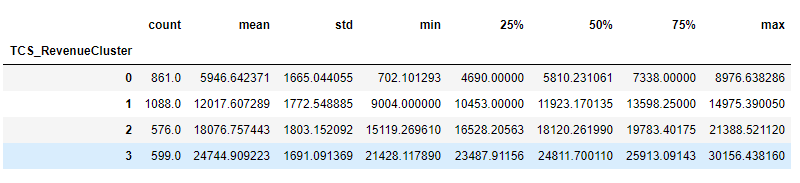 count mean std min 25% 50% 75% max
TCS_RevenueCluster
0 861.0 5946.642371 1665.044055 702.101293 4690.00000 5810.231061 7338.00000 8976.638286
1 1088.0 12017.607289 1772.548885 9004.000000 10453.00000 11923.170135 13598.25000 14975.390050
2 576.0 18076.757443 1803.152092 15119.269610 16528.20563 18120.261990 19783.40175 21388.521120
3 599.0 24744.909223 1691.091369 21428.117890 23487.91156 24811.700110 25913.09143 30156.438160